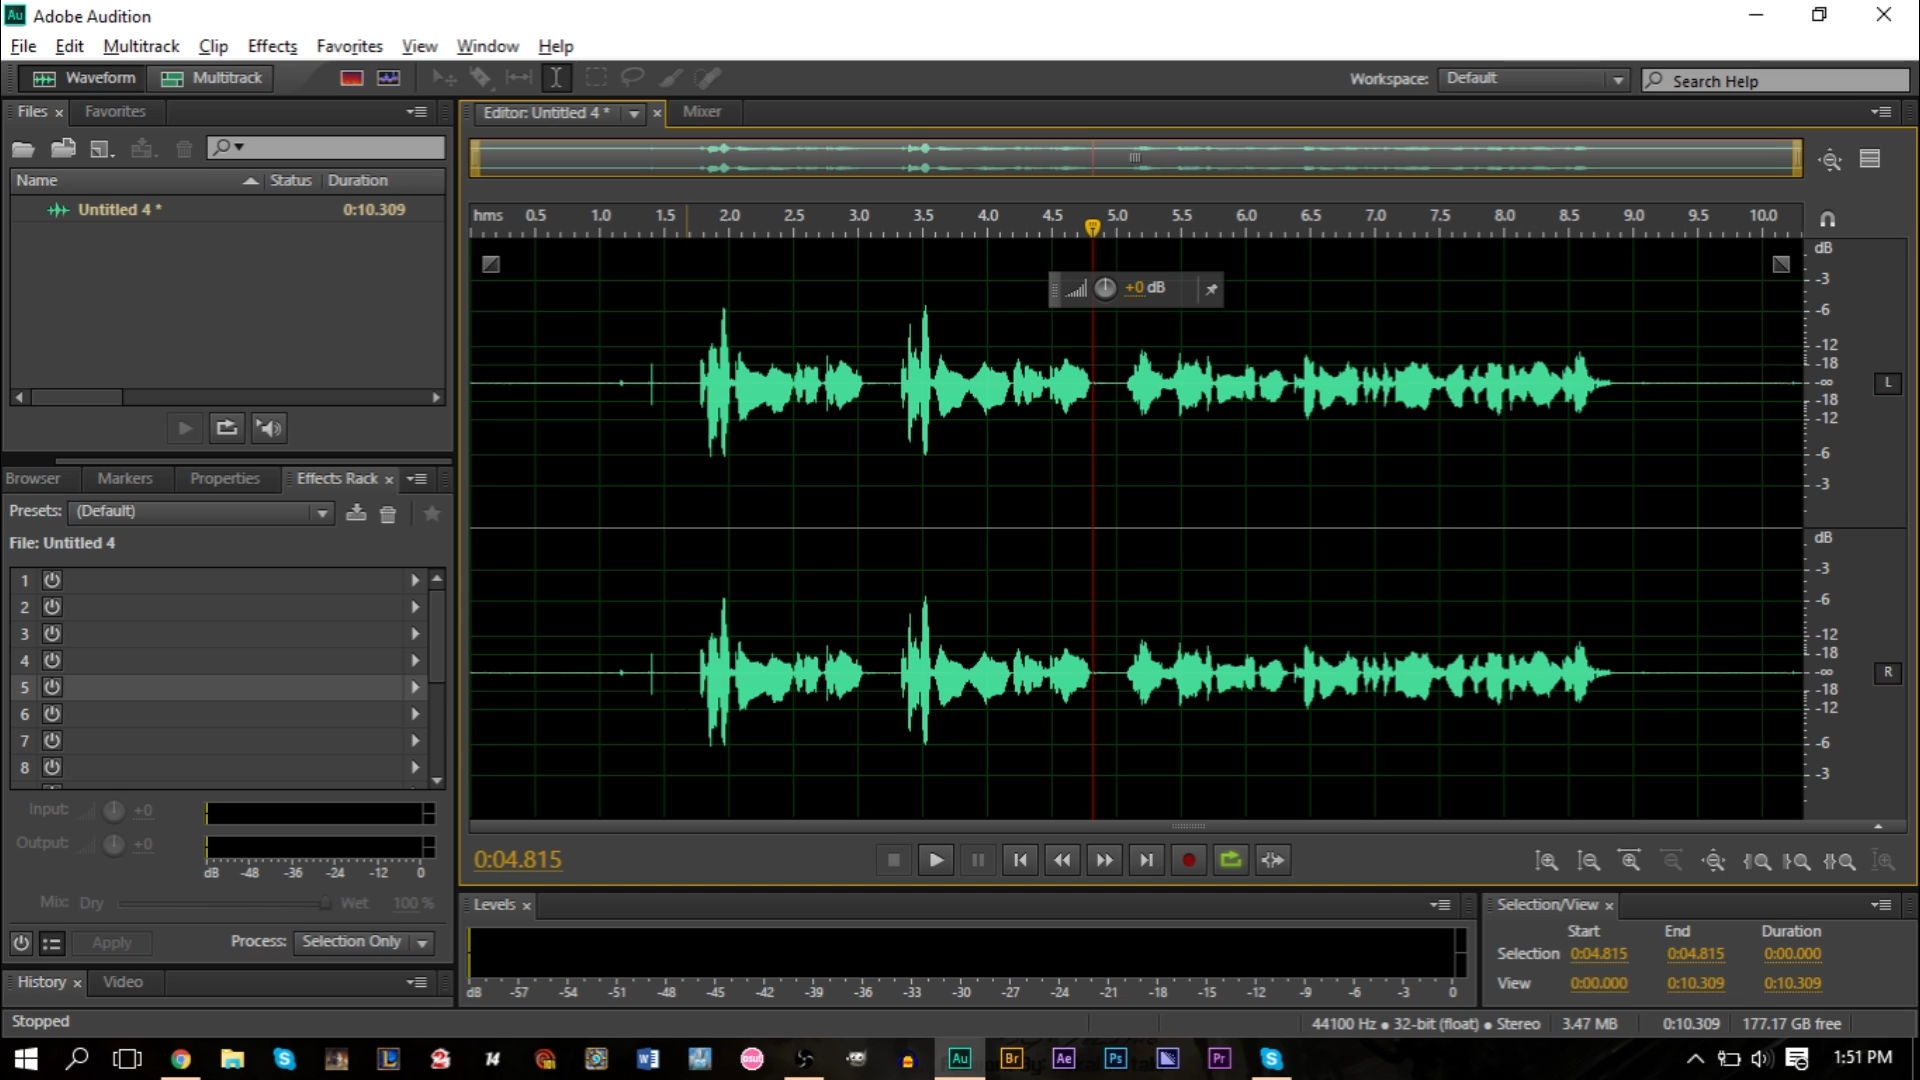 Au Adobe Audition
File Edit Multitrack Clip Effects Favorites View Window Help
Waveform Multitrack Workspace: Default Search Help
Files × Favorites
Name Status Duration
Untitled 4 * 0:10.309
Browser Markers Properties Effects Rack ×
Presets: (Default)
File: Untitled 4
1
2
3
4
5
6
7
8
Input: +0
Output: +0
dB -48 -36 -24 -12 0
Mix: Dry Wet 100 %
Apply Process: Selection Only
History × Video
Editor: Untitled 4 * × Mixer
hms 0.5 1.0 1.5 2.0 2.5 3.0 3.5 4.0 4.5 5.0 5.5 6.0 6.5 7.0 7.5 8.0 8.5 9.0 9.5 10.0
+0 dB
dB
-3
-6
-12
-18
-∞
-18
-12
-6
-3
L
dB
-3
-6
-12
-18
-∞
-18
-12
-6
-3
R
0:04.815
Levels ×
dB -57 -54 -51 -48 -45 -42 -39 -36 -33 -30 -27 -24 -21 -18 -15 -12 -9 -6 -3 0
Selection/View ×
Start End Duration
Selection 0:04.815 0:04.815 0:00.000
View 0:00.000 0:10.309 0:10.309
Stopped 44100 Hz ● 32-bit (float) ● Stereo 3.47 MB 0:10.309 177.17 GB free
14 osu! Au Br Ae Ps Pr 1:51 PM